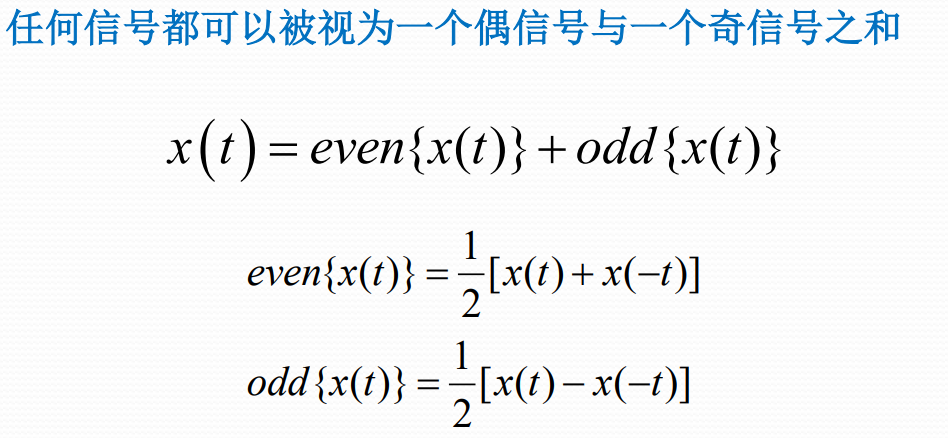 任何信号都可以被视为一个偶信号与一个奇信号之和
x(t) = even{x(t)} + odd{x(t)}
even{x(t)} = 1/2[x(t) + x(−t)]
odd{x(t)} = 1/2[x(t) − x(−t)]